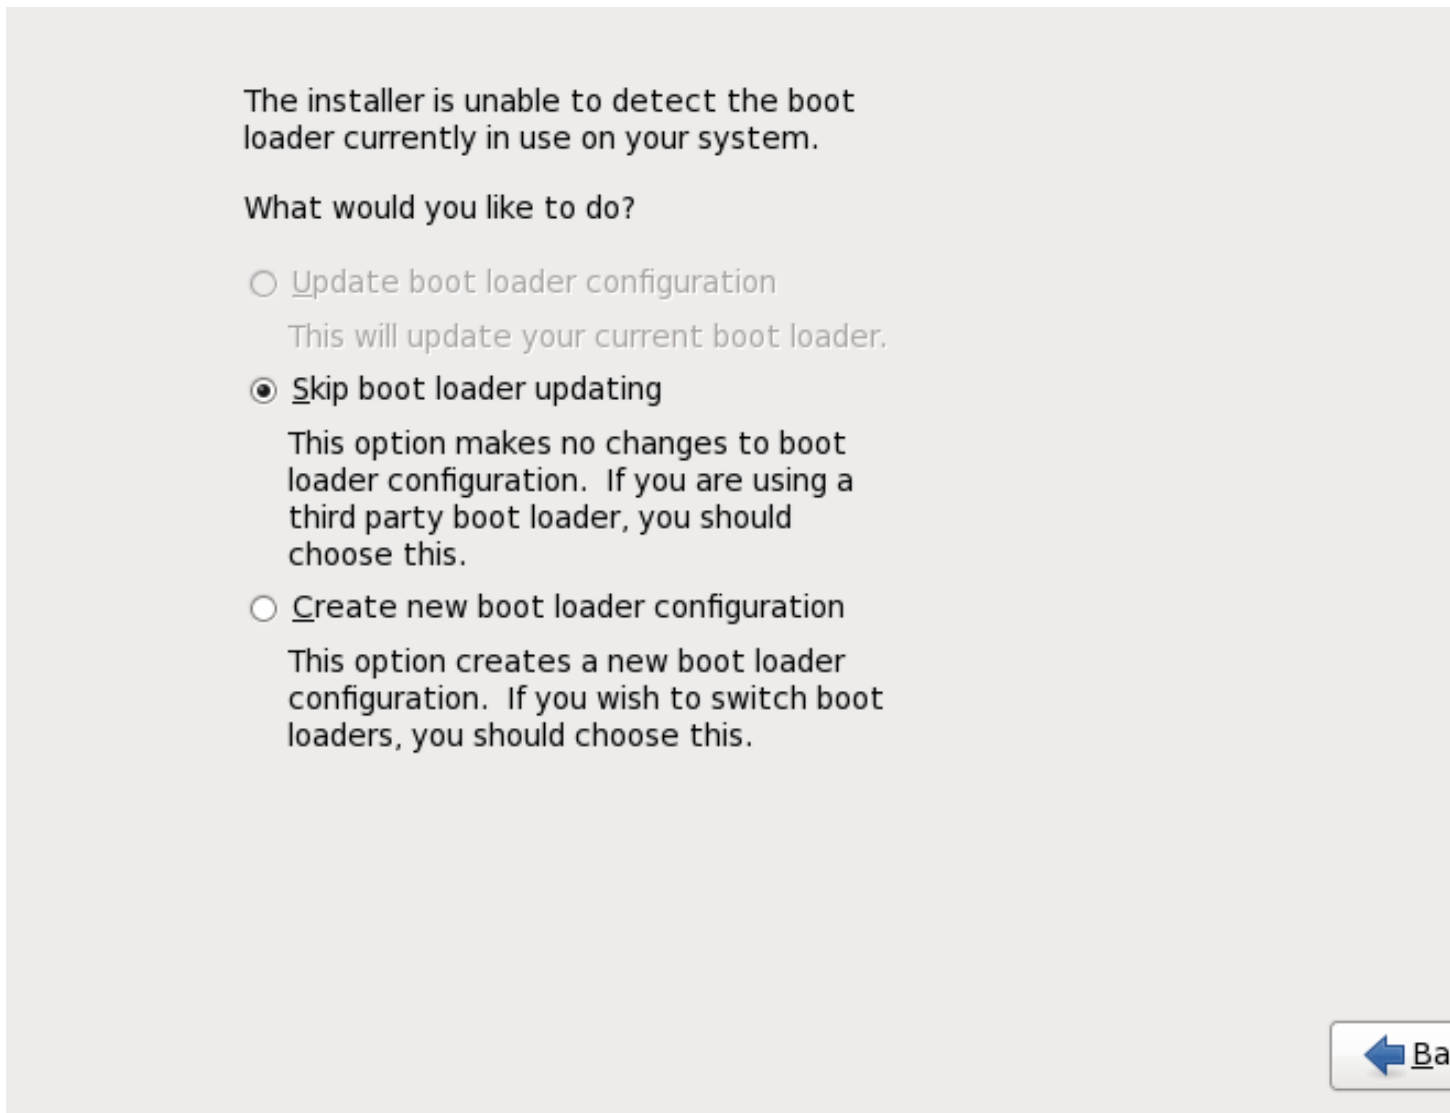 The installer is unable to detect the boot
loader currently in use on your system.
What would you like to do?
Update boot loader configuration
This will update your current boot loader.
Skip boot loader updating
This option makes no changes to boot
loader configuration.  If you are using a
third party boot loader, you should
choose this.
Create new boot loader configuration
This option creates a new boot loader
configuration.  If you wish to switch boot
loaders, you should choose this.
Ba